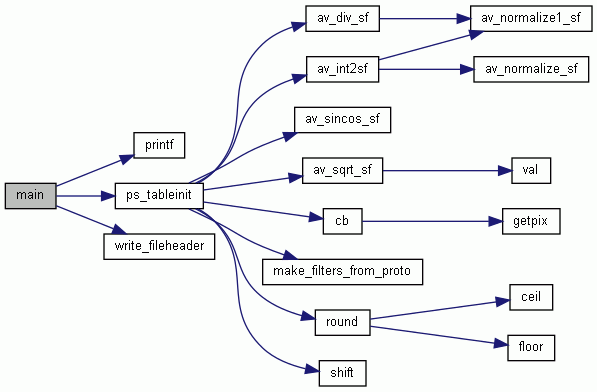 main
printf
ps_tableinit
write_fileheader
av_div_sf
av_int2sf
av_sincos_sf
av_sqrt_sf
cb
make_filters_from_proto
round
shift
av_normalize1_sf
av_normalize_sf
val
getpix
ceil
floor